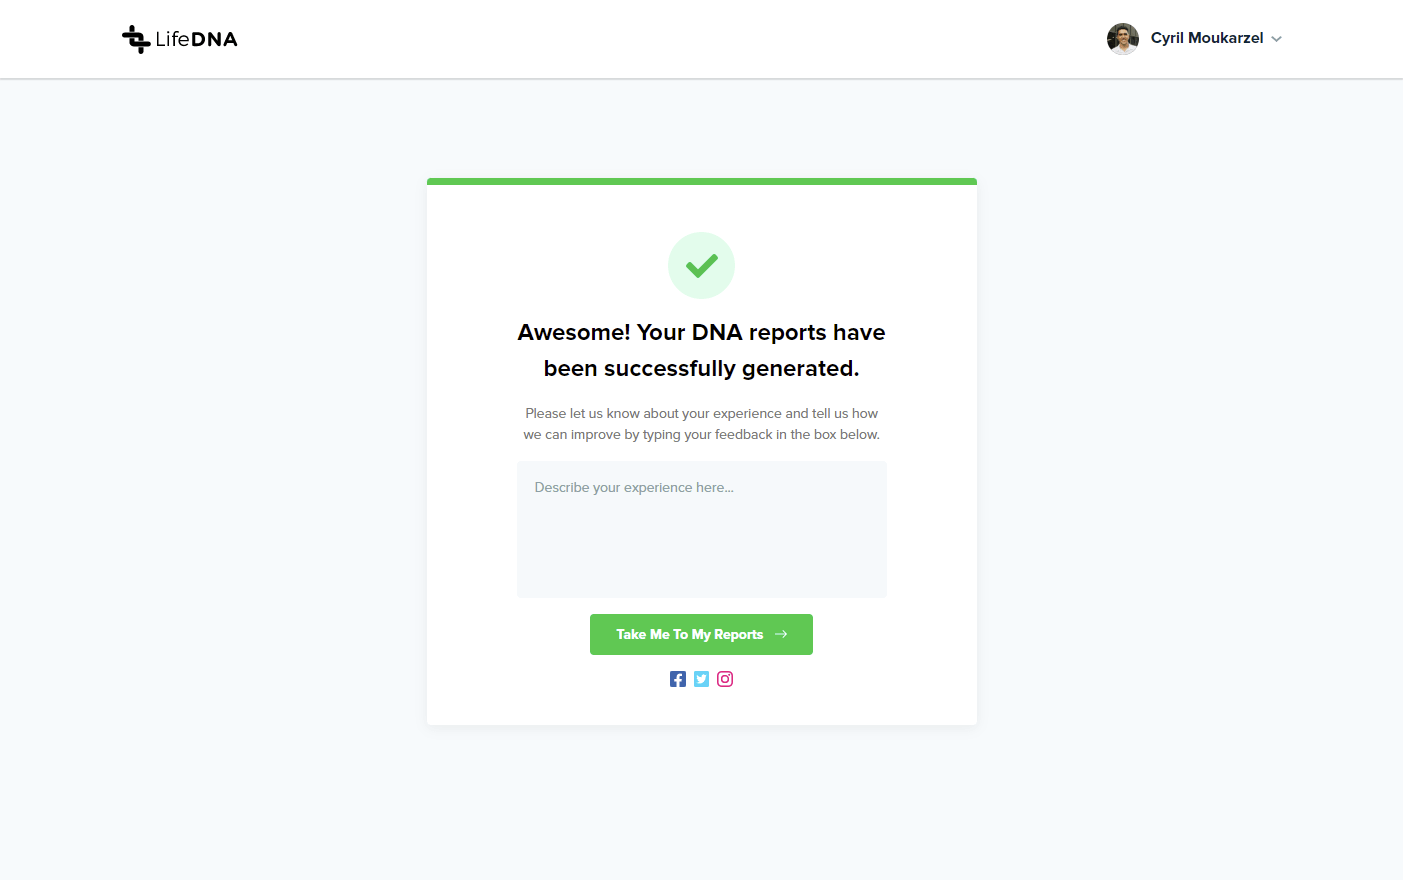 LifeDNA
Cyril Moukarzel
Awesome! Your DNA reports have
been successfully generated.
Please let us know about your experience and tell us how
we can improve by typing your feedback in the box below.
Describe your experience here...
Take Me To My Reports